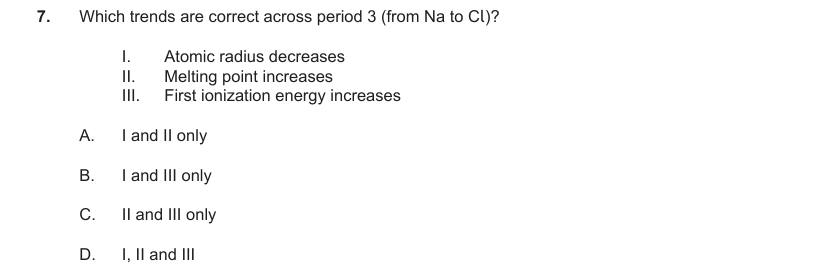 7. Which trends are correct across period 3 (from Na to Cl)?
I. Atomic radius decreases
II. Melting point increases
III. First ionization energy increases
A. I and II only
B. I and III only
C. II and III only
D. I, II and III